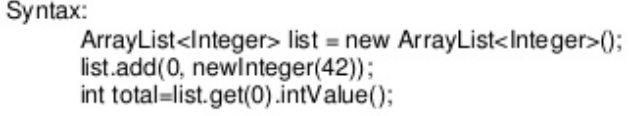 Syntax:
ArrayList<Integer> list = new ArrayList<Integer>();
list.add(0, newInteger(42));
int total=list.get(0).intValue();